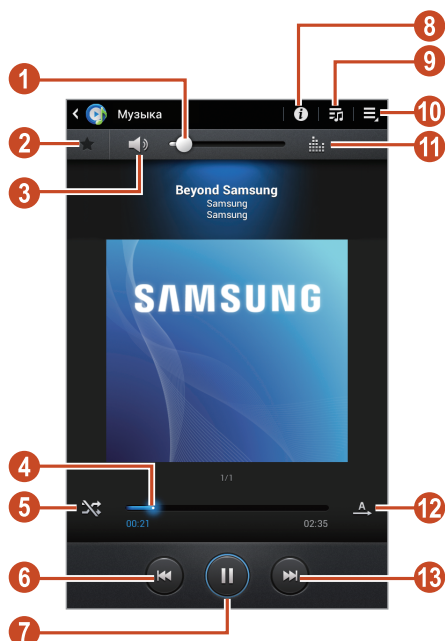 8
9
1
Музыка
10
2
11
3
Beyond Samsung
Samsung
Samsung
SAMSUNG
4
1/1
5
A
12
00:21
02:35
6
13
7